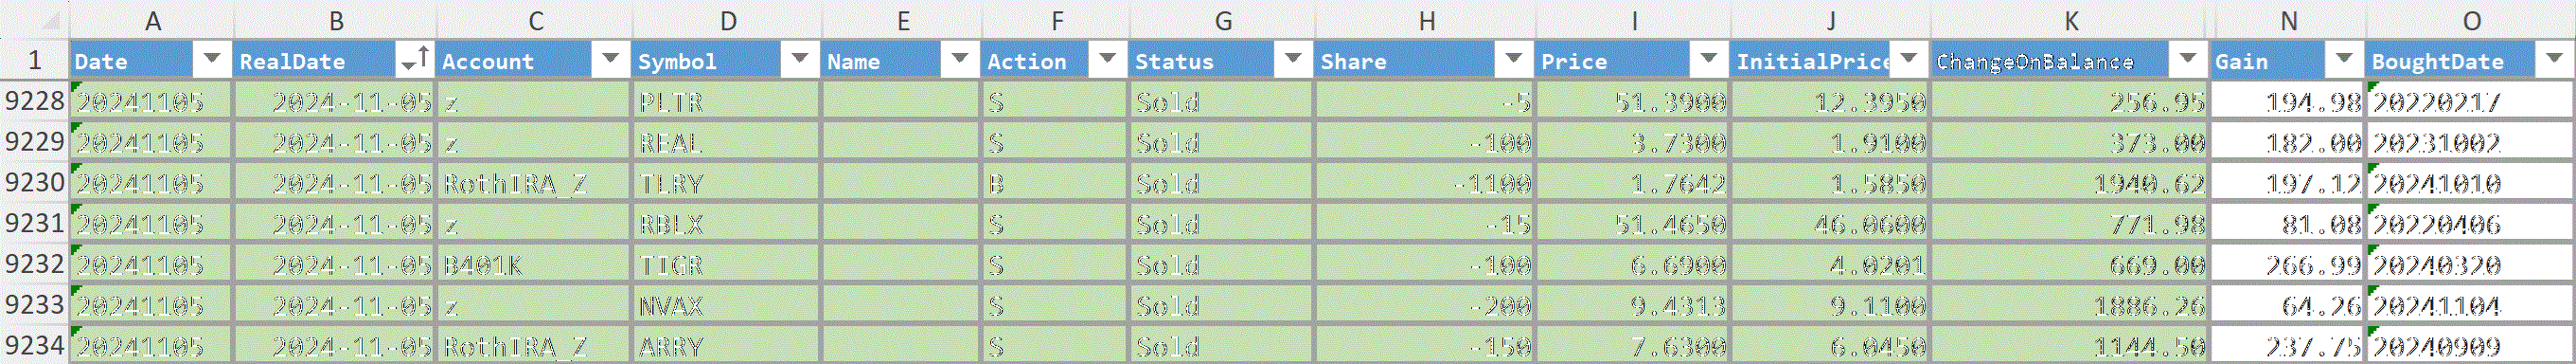 A B C D E F G H I J K N O
1 Date RealDate Account Symbol Name Action Status Share Price InitialPrice ChangeOnBalance Gain BoughtDate
9228 20241105 2024-11-05 z PLTR S Sold -5 51.3900 12.3950 256.95 194.98 20220217
9229 20241105 2024-11-05 z REAL S Sold -100 3.7300 1.9100 373.00 182.00 20231002
9230 20241105 2024-11-05 RothIRA_Z TLRY B Sold -1100 1.7642 1.5850 1940.62 197.12 20241010
9231 20241105 2024-11-05 z RBLX S Sold -15 51.4650 46.0600 771.98 81.08 20220406
9232 20241105 2024-11-05 B401K TIGR S Sold -100 6.6900 4.0201 669.00 266.99 20240320
9233 20241105 2024-11-05 z NVAX S Sold -200 9.4313 9.1100 1886.26 64.26 20241104
9234 20241105 2024-11-05 RothIRA_Z ARRY S Sold -150 7.6300 6.0450 1144.50 237.75 20240909